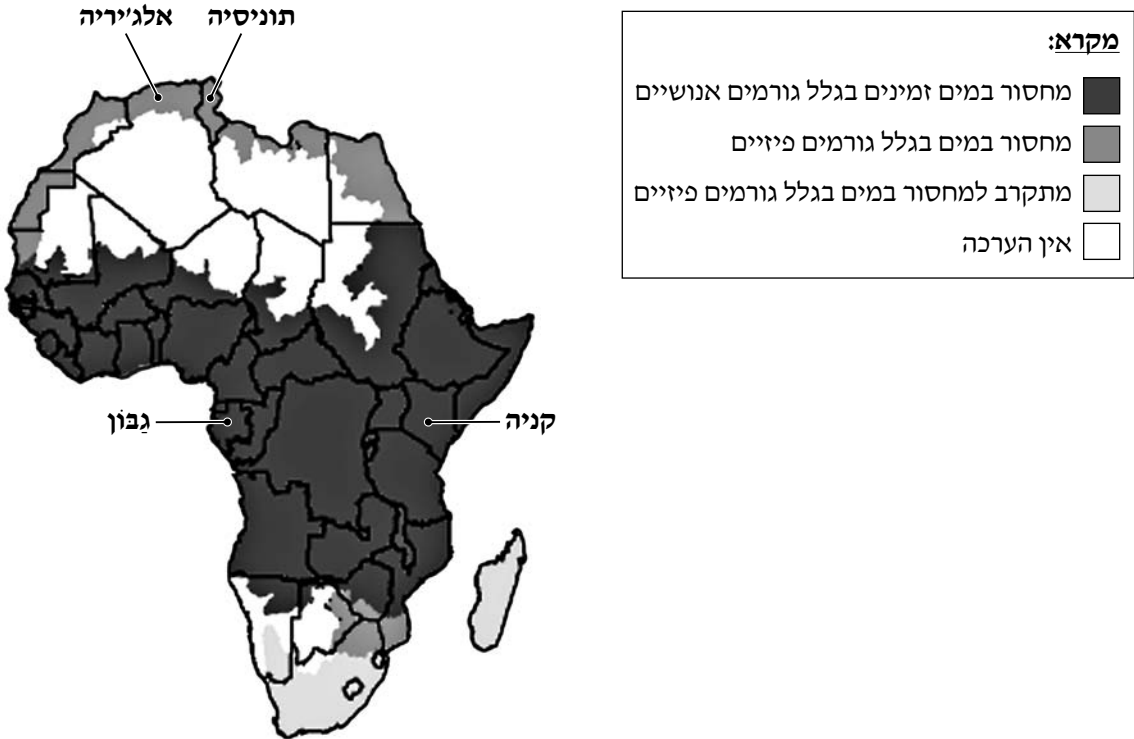 תוניסיה
אלג'יריה
גַבּוֹן
קניה
מקרא:
מחסור במים זמינים בגלל גורמים אנושיים
מחסור במים בגלל גורמים פיזיים
מתקרב למחסור במים בגלל גורמים פיזיים
אין הערכה